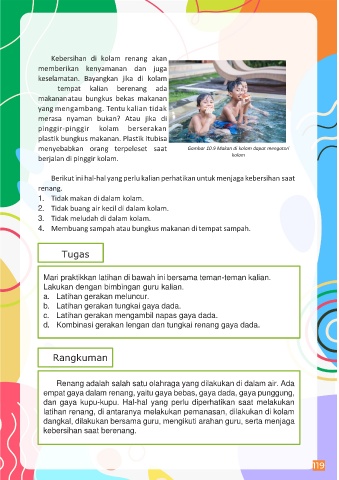 Kebersihan di kolam renang akan
memberikan kenyamanan dan juga
keselamatan. Bayangkan jika di kolam
tempat kalian berenang ada
makananatau bungkus bekas makanan
yang mengambang. Tentu kalian tidak
merasa nyaman bukan? Atau jika di
pinggir-pinggir kolam berserakan
plastik bungkus makanan. Plastik itubisa
menyebabkan orang terpeleset saat
berjalan di pinggir kolam.
Gambar 10.9 Makan di kolam dapat mengotori
kolam
Berikut ini hal-hal yang perlu kalian perhatikan untuk menjaga kebersihan saat
renang.
1. Tidak makan di dalam kolam.
2. Tidak buang air kecil di dalam kolam.
3. Tidak meludah di dalam kolam.
4. Membuang sampah atau bungkus makanan di tempat sampah.
Tugas
Mari praktikkan latihan di bawah ini bersama teman-teman kalian.
Lakukan dengan bimbingan guru kalian.
a. Latihan gerakan meluncur.
b. Latihan gerakan tungkai gaya dada.
c. Latihan gerakan mengambil napas gaya dada.
d. Kombinasi gerakan lengan dan tungkai renang gaya dada.
Rangkuman
Renang adalah salah satu olahraga yang dilakukan di dalam air. Ada
empat gaya dalam renang, yaitu gaya bebas, gaya dada, gaya punggung,
dan gaya kupu-kupu. Hal-hal yang perlu diperhatikan saat melakukan
latihan renang, di antaranya melakukan pemanasan, dilakukan di kolam
dangkal, dilakukan bersama guru, mengikuti arahan guru, serta menjaga
kebersihan saat berenang.
119